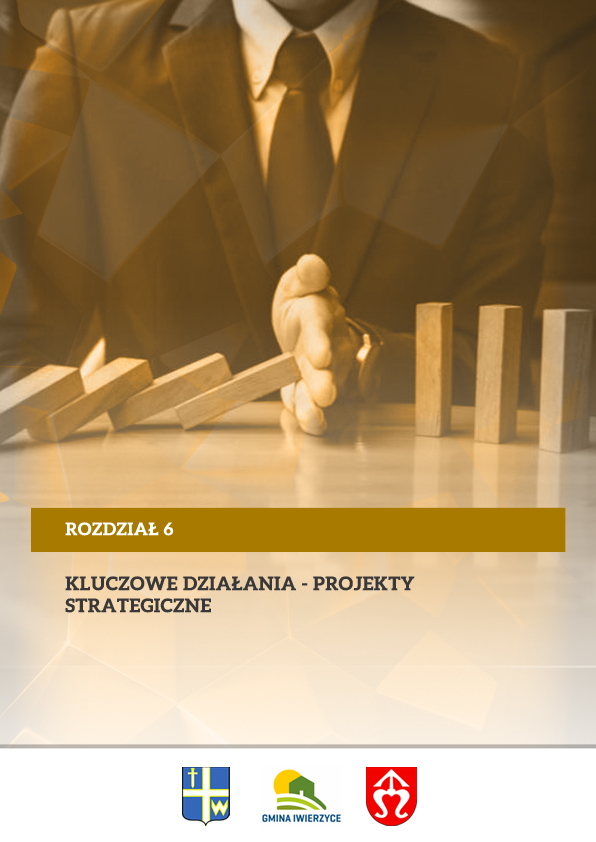 ROZDZIAŁ 6
KLUCZOWE DZIAŁANIA - PROJEKTY
STRATEGICZNE
W
GMINA IWIERZYCE